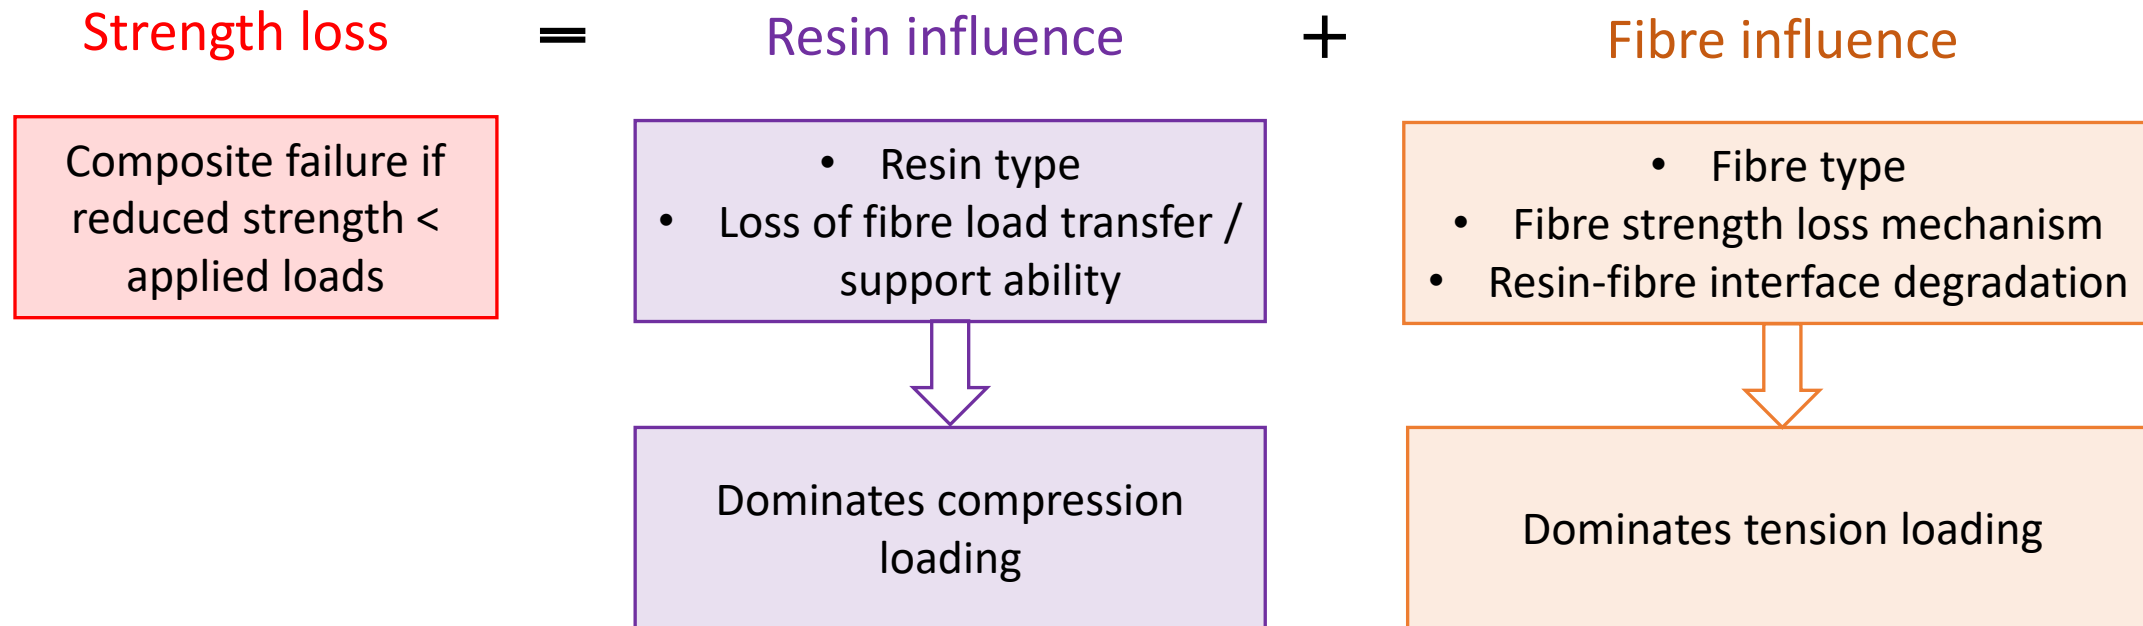 Strength loss = Resin influence + Fibre influence
Composite failure if
reduced strength <
applied loads
• Resin type
• Loss of fibre load transfer /
support ability
• Fibre type
• Fibre strength loss mechanism
• Resin-fibre interface degradation
Dominates compression
loading
Dominates tension loading